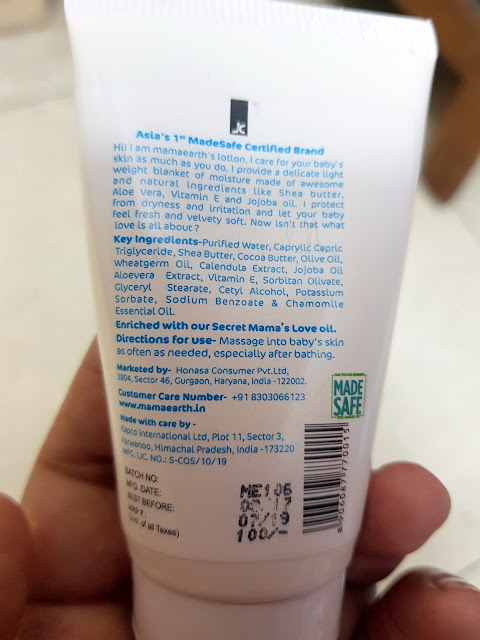 Asia's 1st MadeSafe Certified Brand
Hi! I am mamaearth's lotion. I care for your baby's
skin as much as you do. I provide a delicate light
weight blanket of moisture made of awesome
and natural ingredients like Shea butter,
Aloe Vera, Vitamin E and Jojoba oil. I protect
from dryness and irritation and let your baby
feel fresh and velvety soft. Now isn't that what
love is all about ?
Key Ingredients-Purified Water, Caprylic Capric
Triglyceride, Shea Butter, Cocoa Butter, Olive Oil,
Wheatgerm Oil, Calendula Extract, Jojoba Oil
Aloevera Extract, Vitamin E, Sorbitan Olivate,
Glyceryl Stearate, Cetyl Alcohol, Potassium
Sorbate, Sodium Benzoate & Chamomile
Essential Oil.
Enriched with our Secret Mama's Love oil.
Directions for use- Massage into baby's skin
as often as needed, especially after bathing.
Marketed by- Honasa Consumer Pvt.Ltd,
2904, Sector 46, Gurgaon, Haryana, India -122002.
Customer Care Number- +91 8303066123
www.mamaearth.in
Made with care by -
Kapco International Ltd, Plot 11, Sector 3,
Parwanoo, Himachal Pradesh, India -173220
MFG. LIC. NO.: S-COS/10/19
MADE
SAFE
BATCH NO: ME106
MFG. DATE: /17
BEST BEFORE: 07/19
MRP ₹ 100/-
(Incl. of all Taxes)